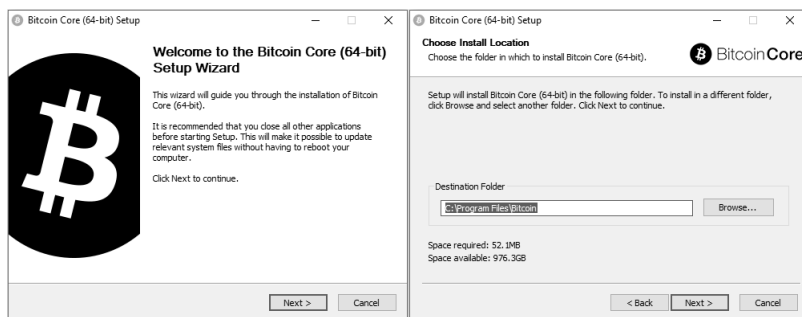 Bitcoin Core (64-bit) Setup
Welcome to the Bitcoin Core (64-bit)
Setup Wizard
This wizard will guide you through the installation of Bitcoin
Core (64-bit).
It is recommended that you close all other applications
before starting Setup. This will make it possible to update
relevant system files without having to reboot your
computer.
Click Next to continue.
Next >
Cancel
Bitcoin Core (64-bit) Setup
Choose Install Location
Choose the folder in which to install Bitcoin Core (64-bit).
Bitcoin Core
Setup will install Bitcoin Core (64-bit) in the following folder. To install in a different folder,
click Browse and select another folder. Click Next to continue.
Destination Folder
C:\Program Files\Bitcoin
Browse...
Space required: 52.1MB
Space available: 976.3GB
< Back
Next >
Cancel